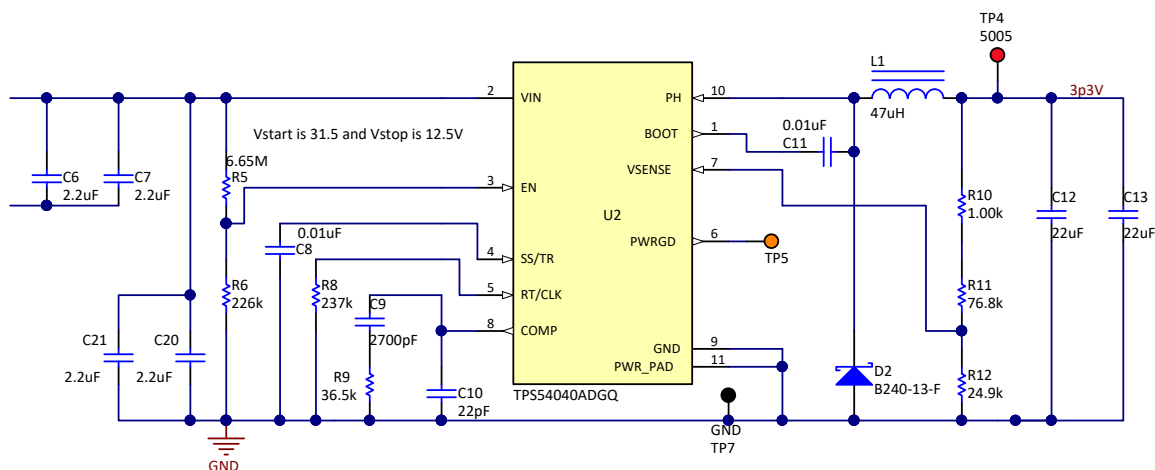 TP4
5005
L1
2
VIN
PH
10
3p3V
47uH
Vstart is 31.5 and Vstop is 12.5V
BOOT
1
0.01uF
C11
6.65M
R5
C6
2.2uF
C7
2.2uF
3
EN
VSENSE
7
R10
1.00k
C12
22uF
C13
22uF
U2
0.01uF
C8
PWRGD
6
TP5
4
SS/TR
R6
226k
R8
237k
5
RT/CLK
R11
76.8k
C9
2700pF
8
COMP
C21
2.2uF
C20
2.2uF
GND
9
PWR_PAD
11
R9
36.5k
C10
22pF
TPS54040ADGQ
D2
B240-13-F
R12
24.9k
GND
TP7
GND